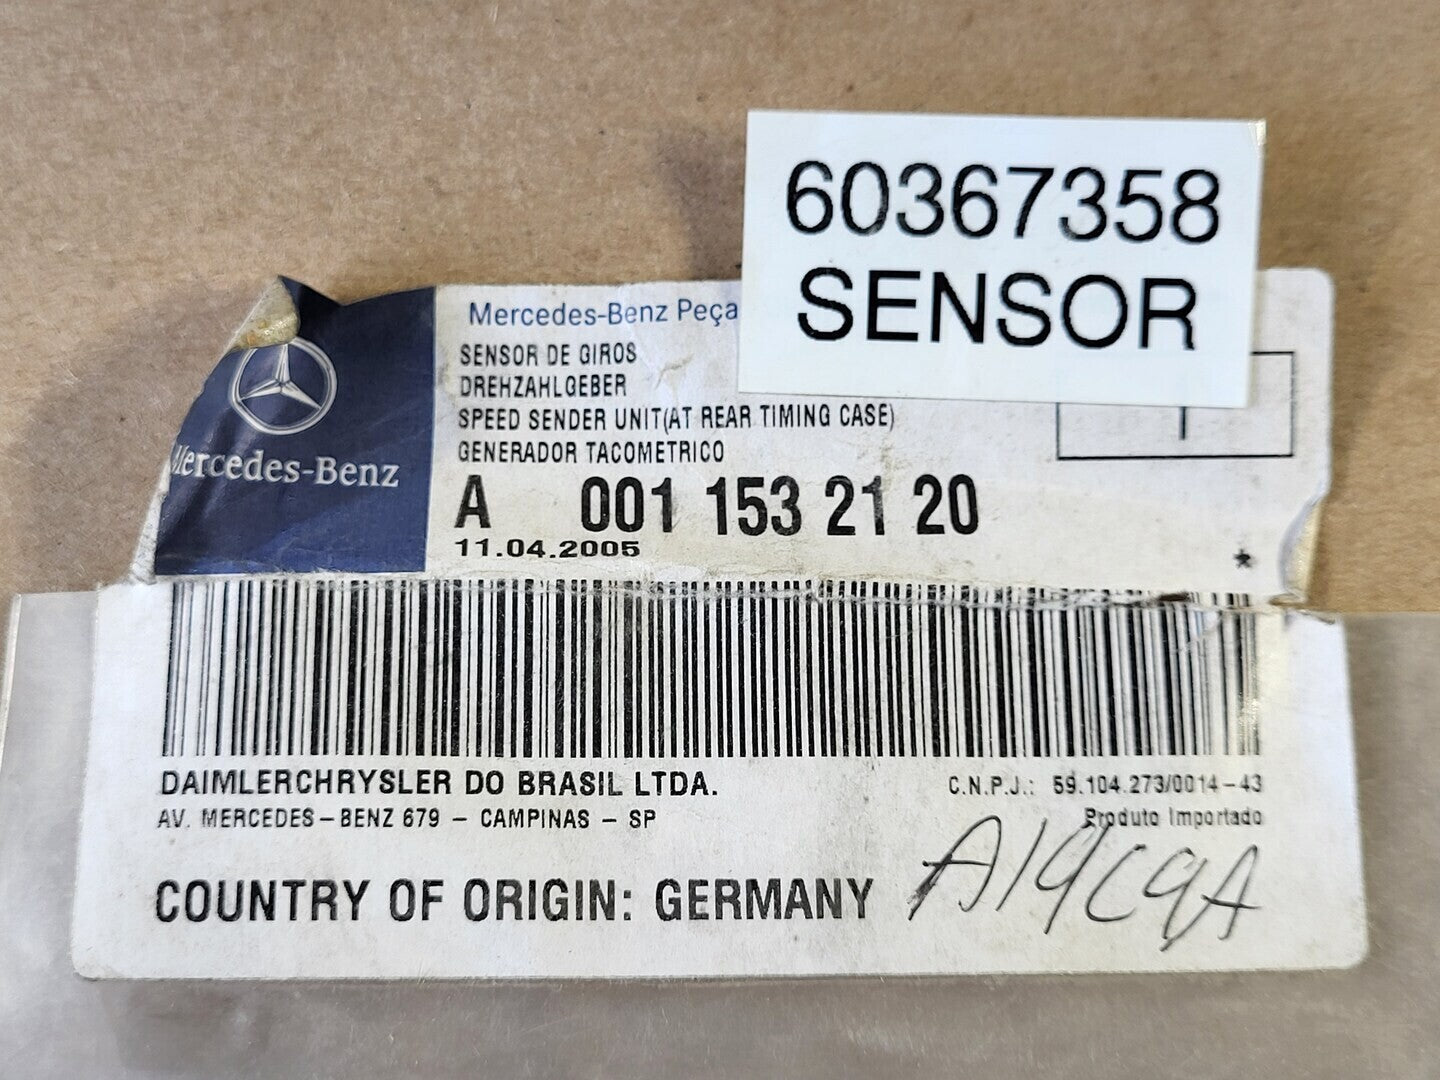 60367358
SENSOR
Mercedes-Benz Peça
SENSOR DE GIROS
DREHZAHLGEBER
SPEED SENDER UNIT(AT REAR TIMING CASE)
GENERADOR TACOMETRICO
Mercedes-Benz
A 001 153 21 20
11.04.2005
*
DAIMLERCHRYSLER DO BRASIL LTDA.
C.N.P.J.: 59.104.273/0014-43
AV. MERCEDES-BENZ 679 - CAMPINAS - SP
Produto Importado
COUNTRY OF ORIGIN: GERMANY
A19C9A